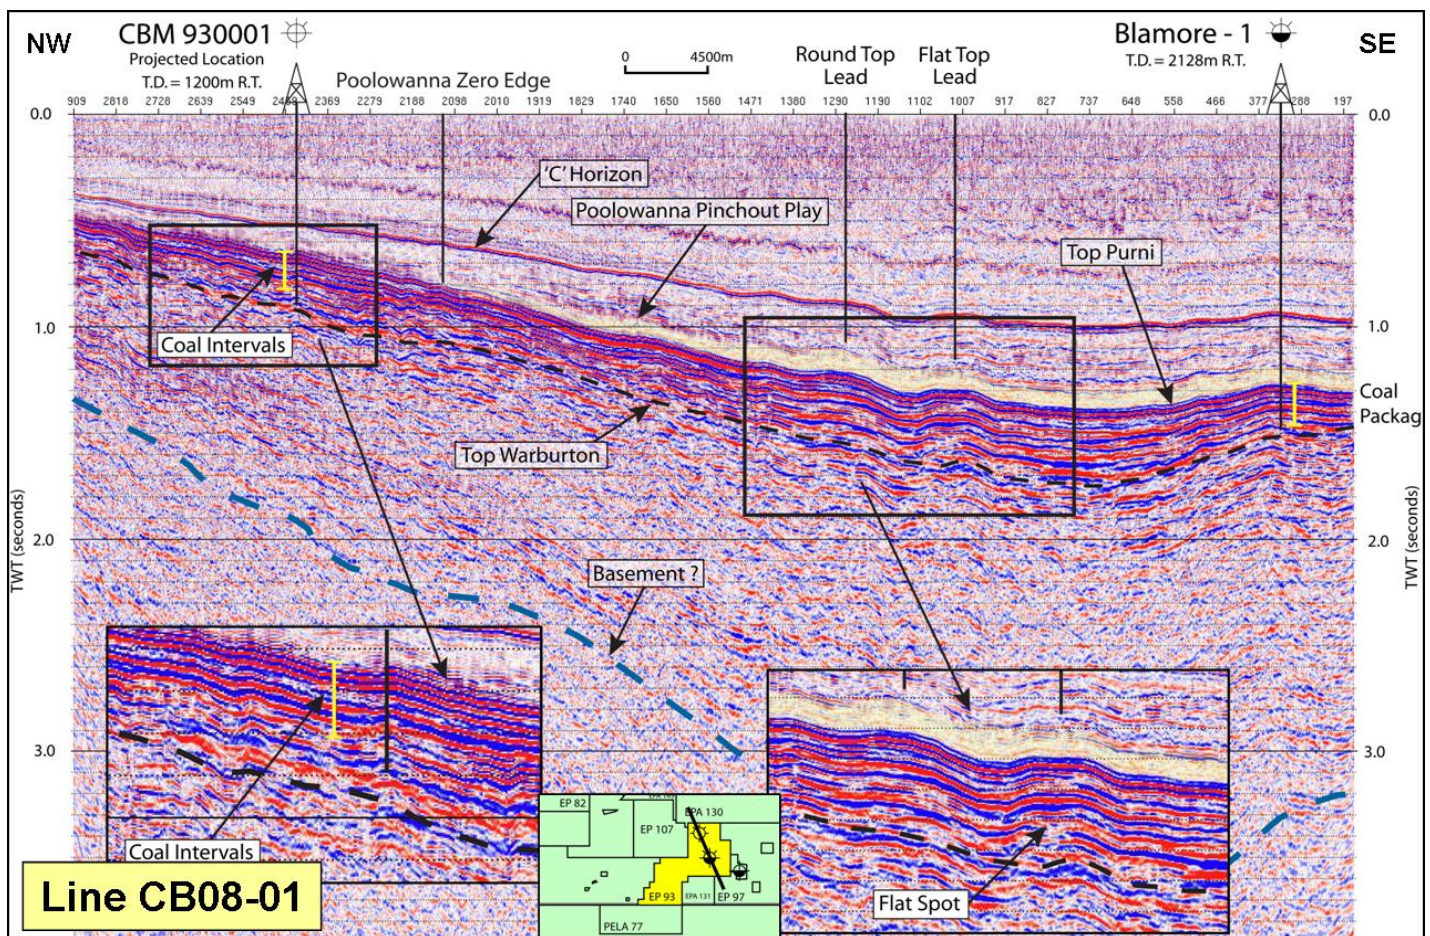 NW
CBM 930001
Projected Location
T.D. = 1200m R.T.
Poolowanna Zero Edge
0 4500m
Round Top
Lead
Flat Top
Lead
Blamore - 1
T.D. = 2128m R.T.
SE
909 2818 2728 2639 2549 2369 2279 2188 2098 2010 1919 1829 1740 1650 1560 1471 1380 1290 1190 1102 1007 917 827 737 648 558 466 377 288 197
0.0 0.0
'C' Horizon
Poolowanna Pinchout Play
Top Purni
Coal Intervals
1.0 1.0
Coal
Packag
Top Warburton
TWT (seconds)
TWT (seconds)
2.0 2.0
Basement ?
3.0 3.0
Coal Intervals
Flat Spot
Line CB08-01
EP 82
EPA 130
EP 107
EP 93
EPA 131
EP 97
PELA 77